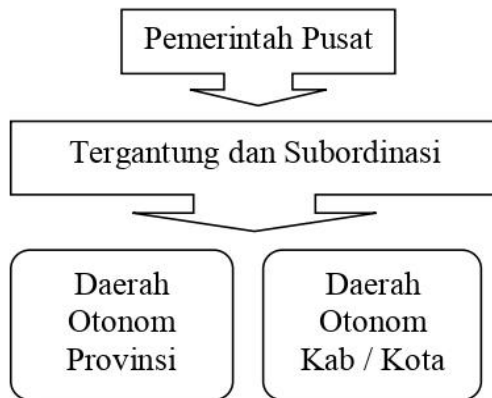 Pemerintah Pusat
Tergantung dan Subordinasi
Daerah
Otonom
Provinsi
Daerah
Otonom
Kab / Kota